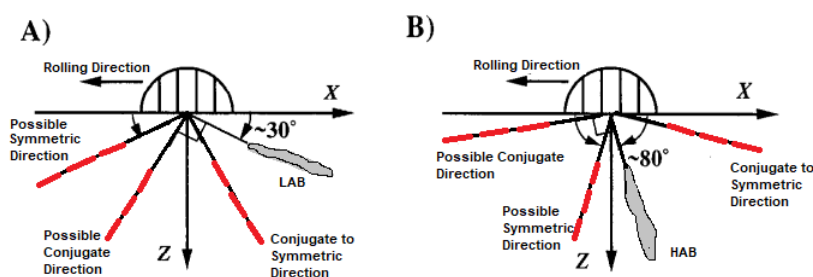 A)
Rolling Direction
X
~30°
Possible
Symmetric
Direction
LAB
Possible
Conjugate
Direction
Z
Conjugate to
Symmetric
Direction
B)
Rolling Direction
X
Possible Conjugate
Direction
~80°
Conjugate to
Symmetric
Direction
Possible
Symmetric
Direction
Z
HAB